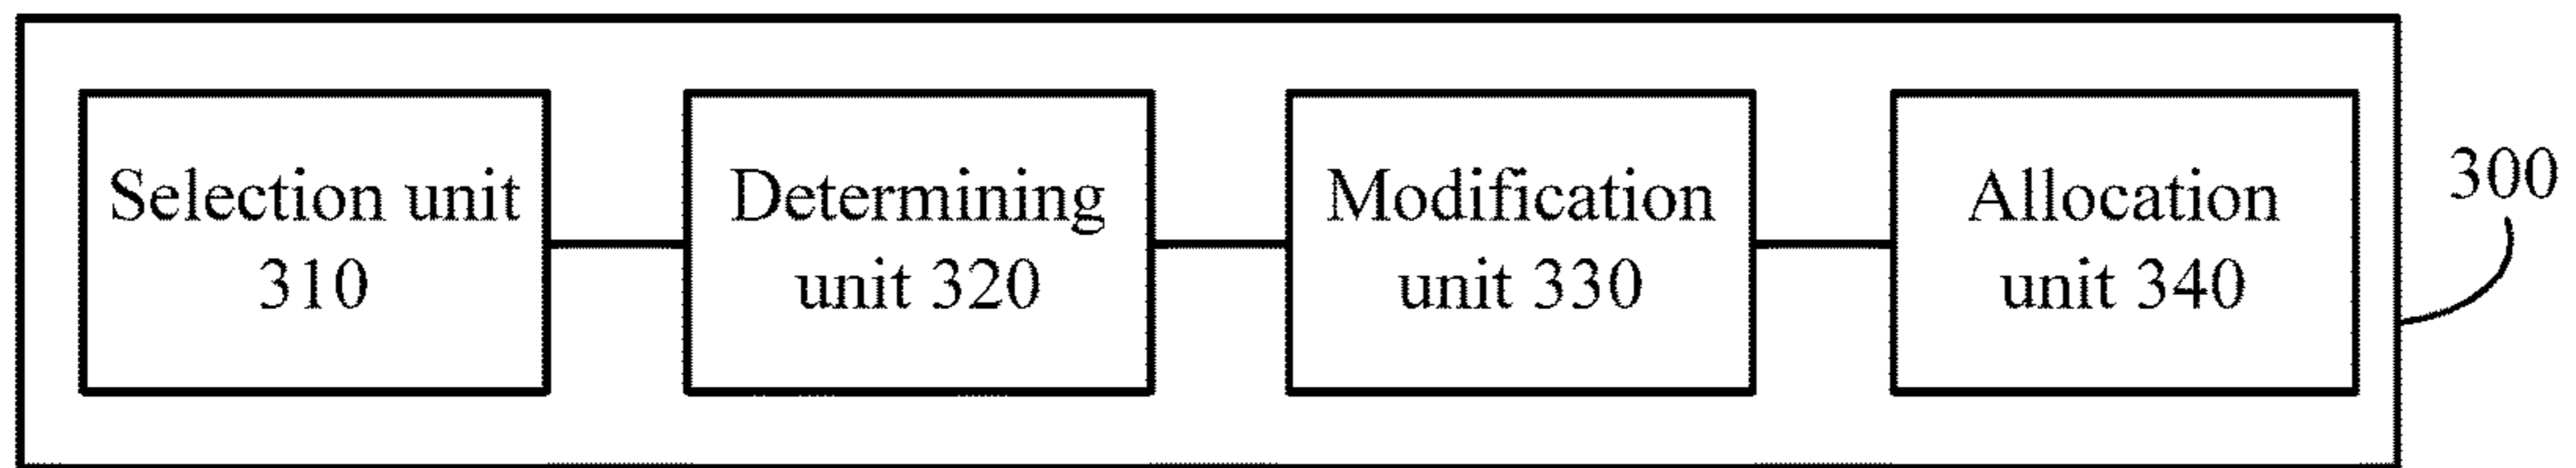 Selection unit
310
Determining
unit 320
Modification
unit 330
Allocation
unit 340
300